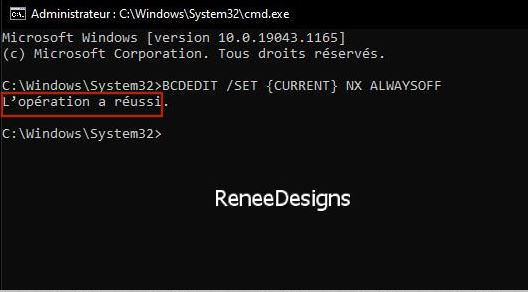 Administrateur : C:\Windows\System32\cmd.exe
Microsoft Windows [version 10.0.19043.1165]
(c) Microsoft Corporation. Tous droits réservés.
C:\Windows\System32>BCDEDIT /SET {CURRENT} NX ALWAYSOFF
L’opération a réussi.
C:\Windows\System32>
ReneeDesigns